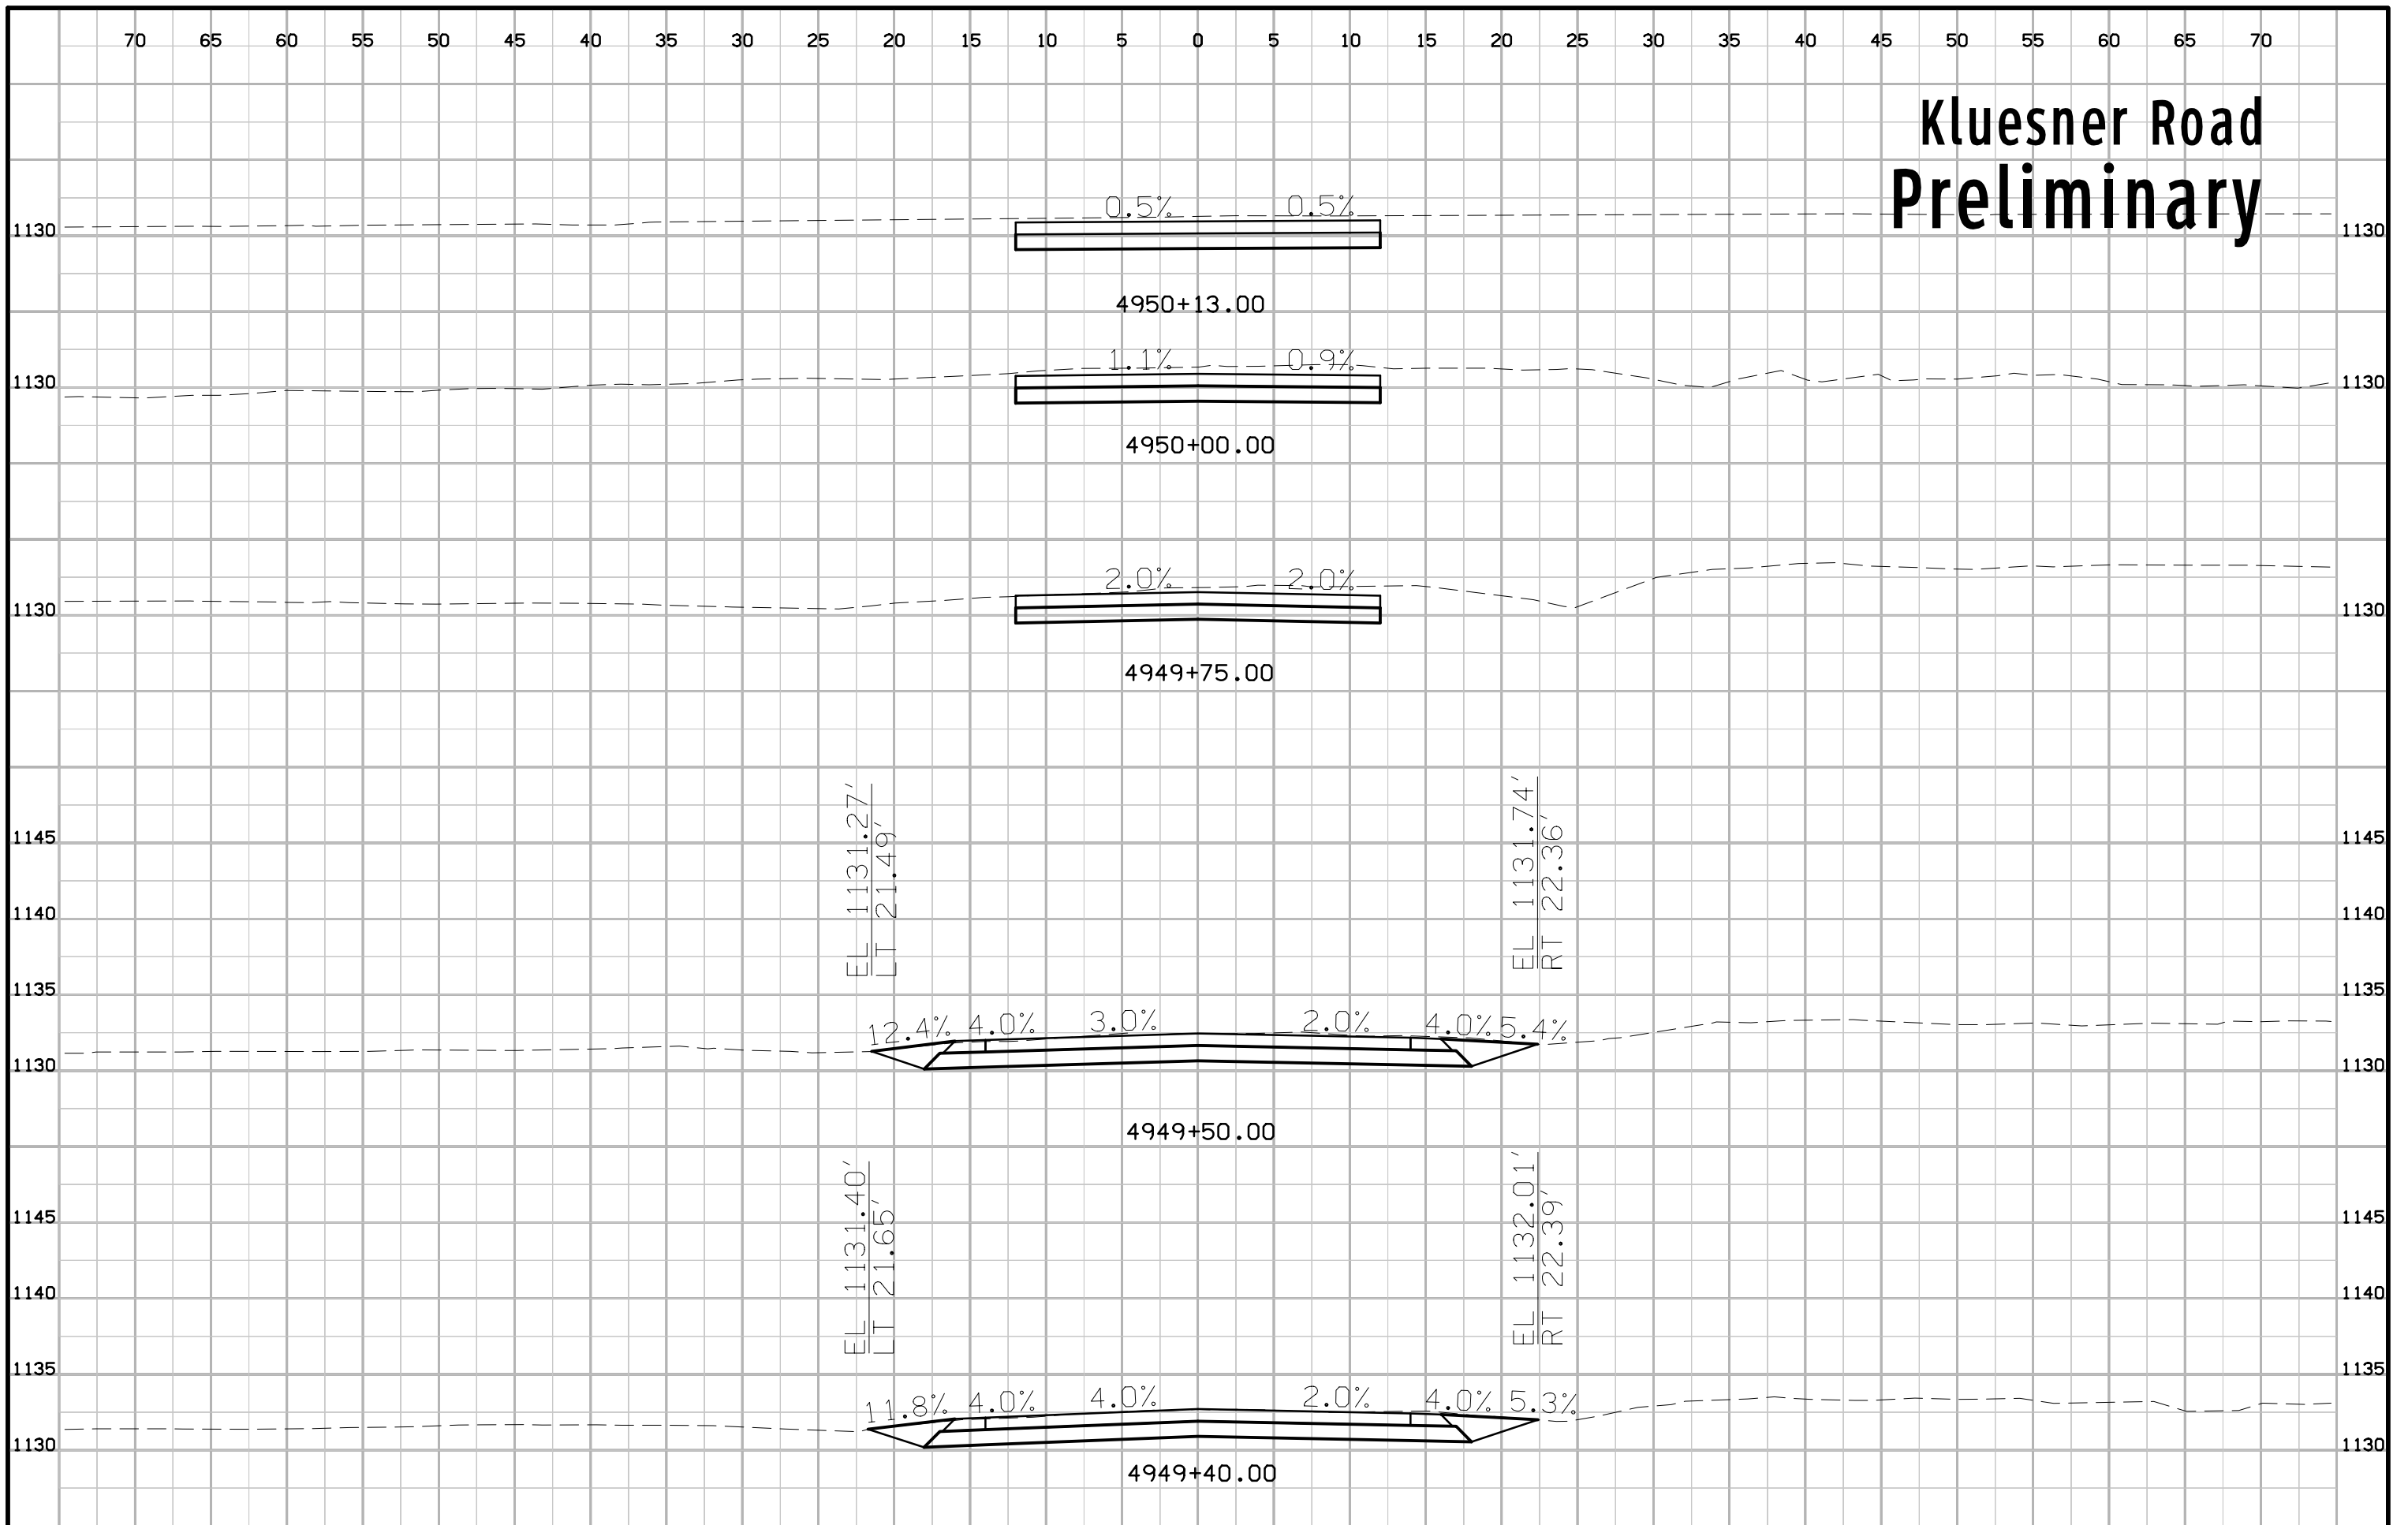 70 65 60 55 50 45 40 35 30 25 20 15 10 5 0 5 10 15 20 25 30 35 40 45 50 55 60 65 70
Kluesner Road
Preliminary
0.5% 0.5%
1130 1130
4950+13.00
1.1% 0.9%
1130 1130
4950+00.00
2.0% 2.0%
1130 1130
4949+75.00
EL 1131.27'
LT 21.49'
EL 1131.74'
RT 22.36'
1145 1145
1140 1140
1135 1135
12.4% 4.0% 3.0% 2.0% 4.0% 5.4%
1130 1130
4949+50.00
EL 1131.40'
LT 21.65'
EL 1132.01'
RT 22.39'
1145 1145
1140 1140
1135 1135
11.8% 4.0% 4.0% 2.0% 4.0% 5.3%
1130 1130
4949+40.00